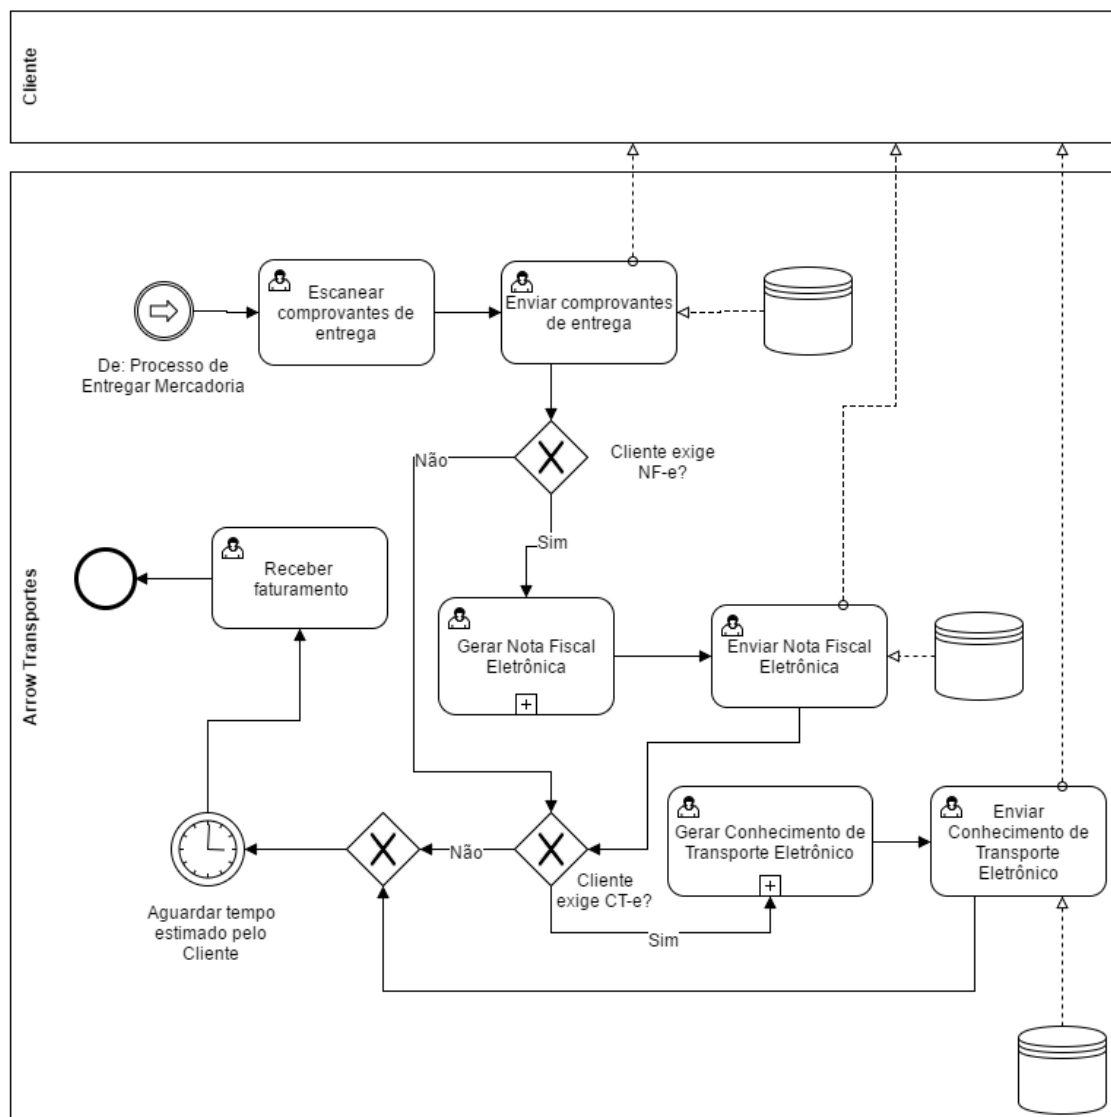 Cliente
Arrow Transportes
De: Processo de
Entregar Mercadoria
Escanear
comprovantes de
entrega
Enviar comprovantes
de entrega
Cliente exige
NF-e?
Não
Sim
Receber
faturamento
Gerar Nota Fiscal
Eletrônica
Enviar Nota Fiscal
Eletrônica
Gerar Conhecimento de
Transporte Eletrônico
Enviar
Conhecimento de
Transporte
Eletrônico
Não
Cliente
exige CT-e?
Sim
Aguardar tempo
estimado pelo
Cliente